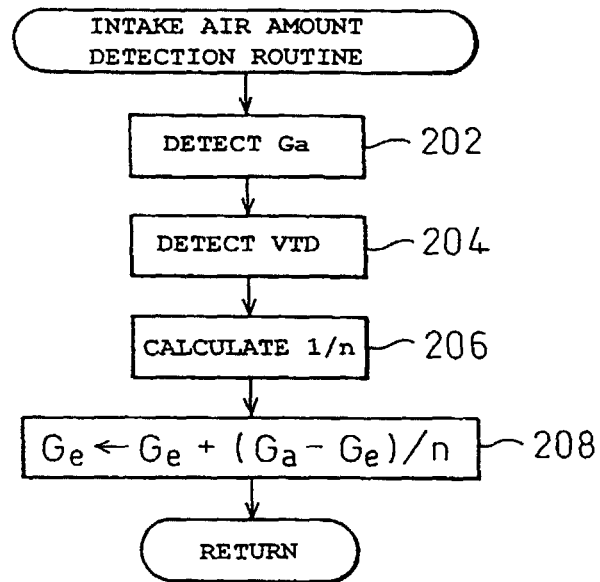 INTAKE AIR AMOUNT
DETECTION ROUTINE
DETECT Ga
202
DETECT VTD
204
CALCULATE 1/n
206
Ge ← Ge + (Ga - Ge)/n
208
RETURN